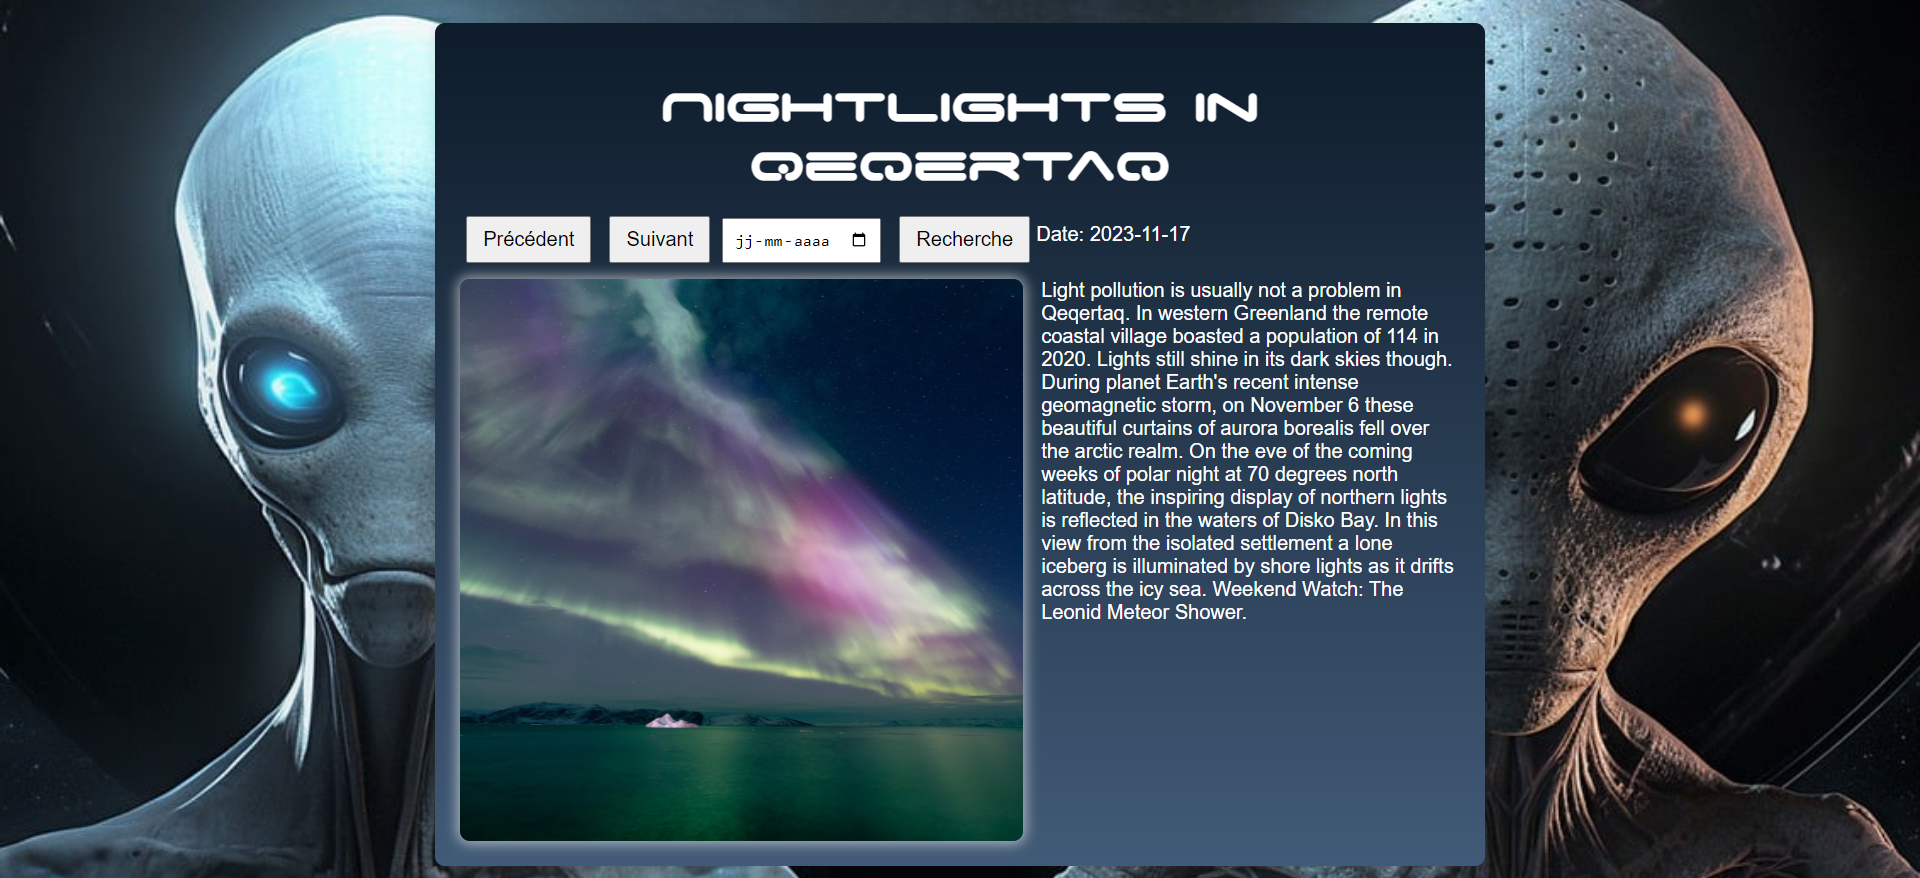 NIGHTLIGHTS IN
QEQERTAQ
Précédent Suivant jj-mm-aaaa Recherche Date: 2023-11-17
Light pollution is usually not a problem in
Qeqertaq. In western Greenland the remote
coastal village boasted a population of 114 in
2020. Lights still shine in its dark skies though.
During planet Earth's recent intense
geomagnetic storm, on November 6 these
beautiful curtains of aurora borealis fell over
the arctic realm. On the eve of the coming
weeks of polar night at 70 degrees north
latitude, the inspiring display of northern lights
is reflected in the waters of Disko Bay. In this
view from the isolated settlement a lone
iceberg is illuminated by shore lights as it drifts
across the icy sea. Weekend Watch: The
Leonid Meteor Shower.